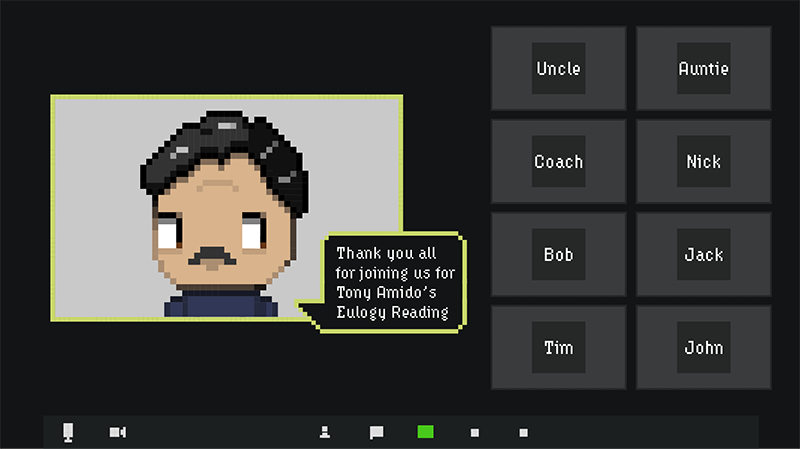 Uncle
Auntie
Coach
Nick
Bob
Jack
Tim
John
Thank you all
for joining us for
Tony Amido's
Eulogy Reading